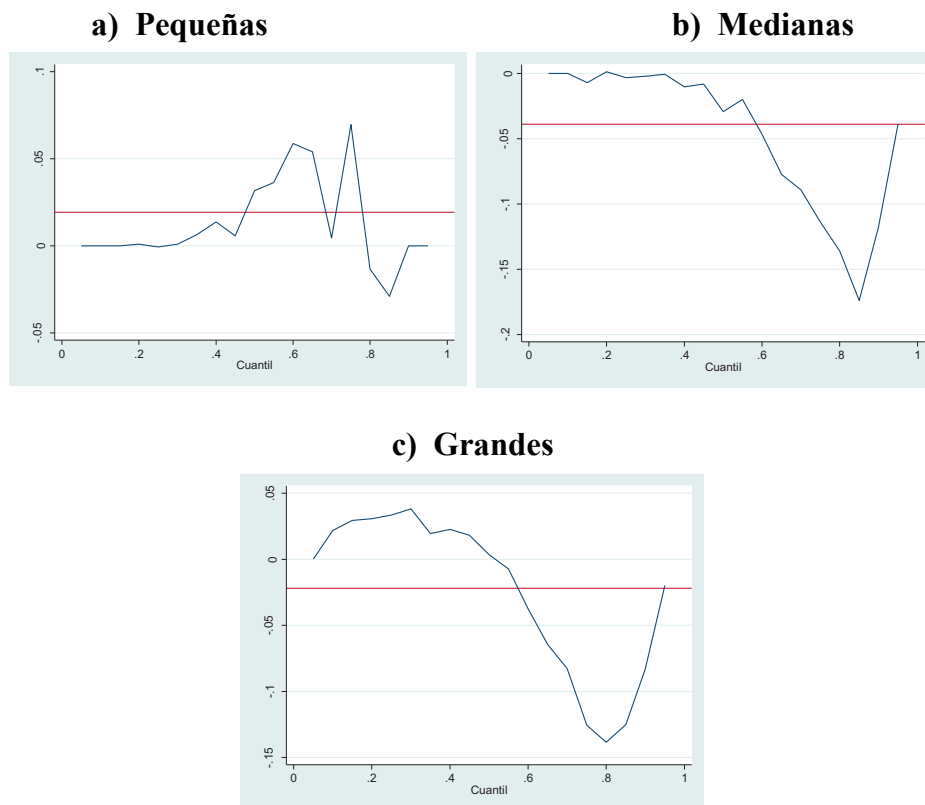 a) Pequeñas
.1
.05
0
-.05
0 .2 .4 .6 .8 1
Cuantil
b) Medianas
0
-.05
-.1
-.15
-.2
0 .2 .4 .6 .8 1
Cuantil
c) Grandes
.05
0
-.05
-.1
-.15
0 .2 .4 .6 .8 1
Cuantil